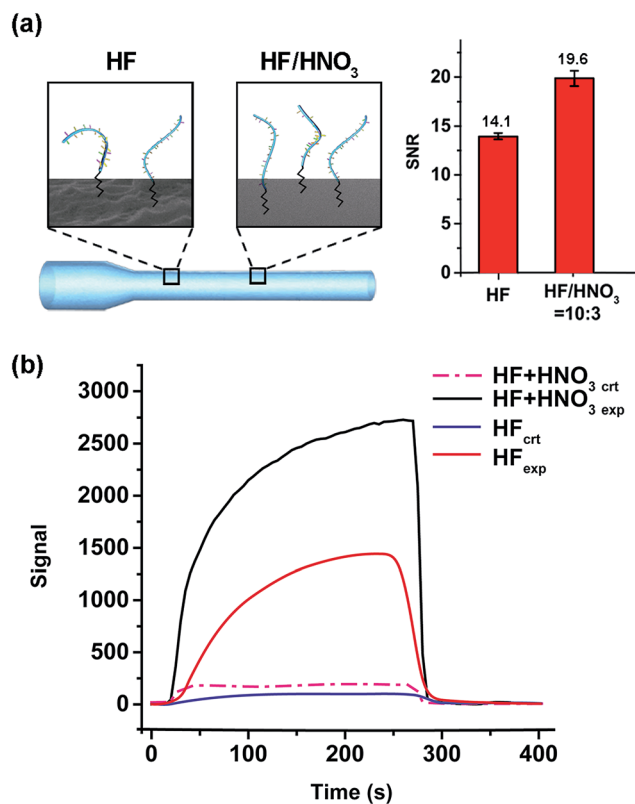 (a)
HF
HF/HNO3
SNR
20
15
10
5
0
14.1
19.6
HF
HF/HNO3
=10:3
(b)
HF+HNO3 crt
HF+HNO3 exp
HFcrt
HFexp
Signal
3000
2500
2000
1500
1000
500
0
0 100 200 300 400
Time (s)